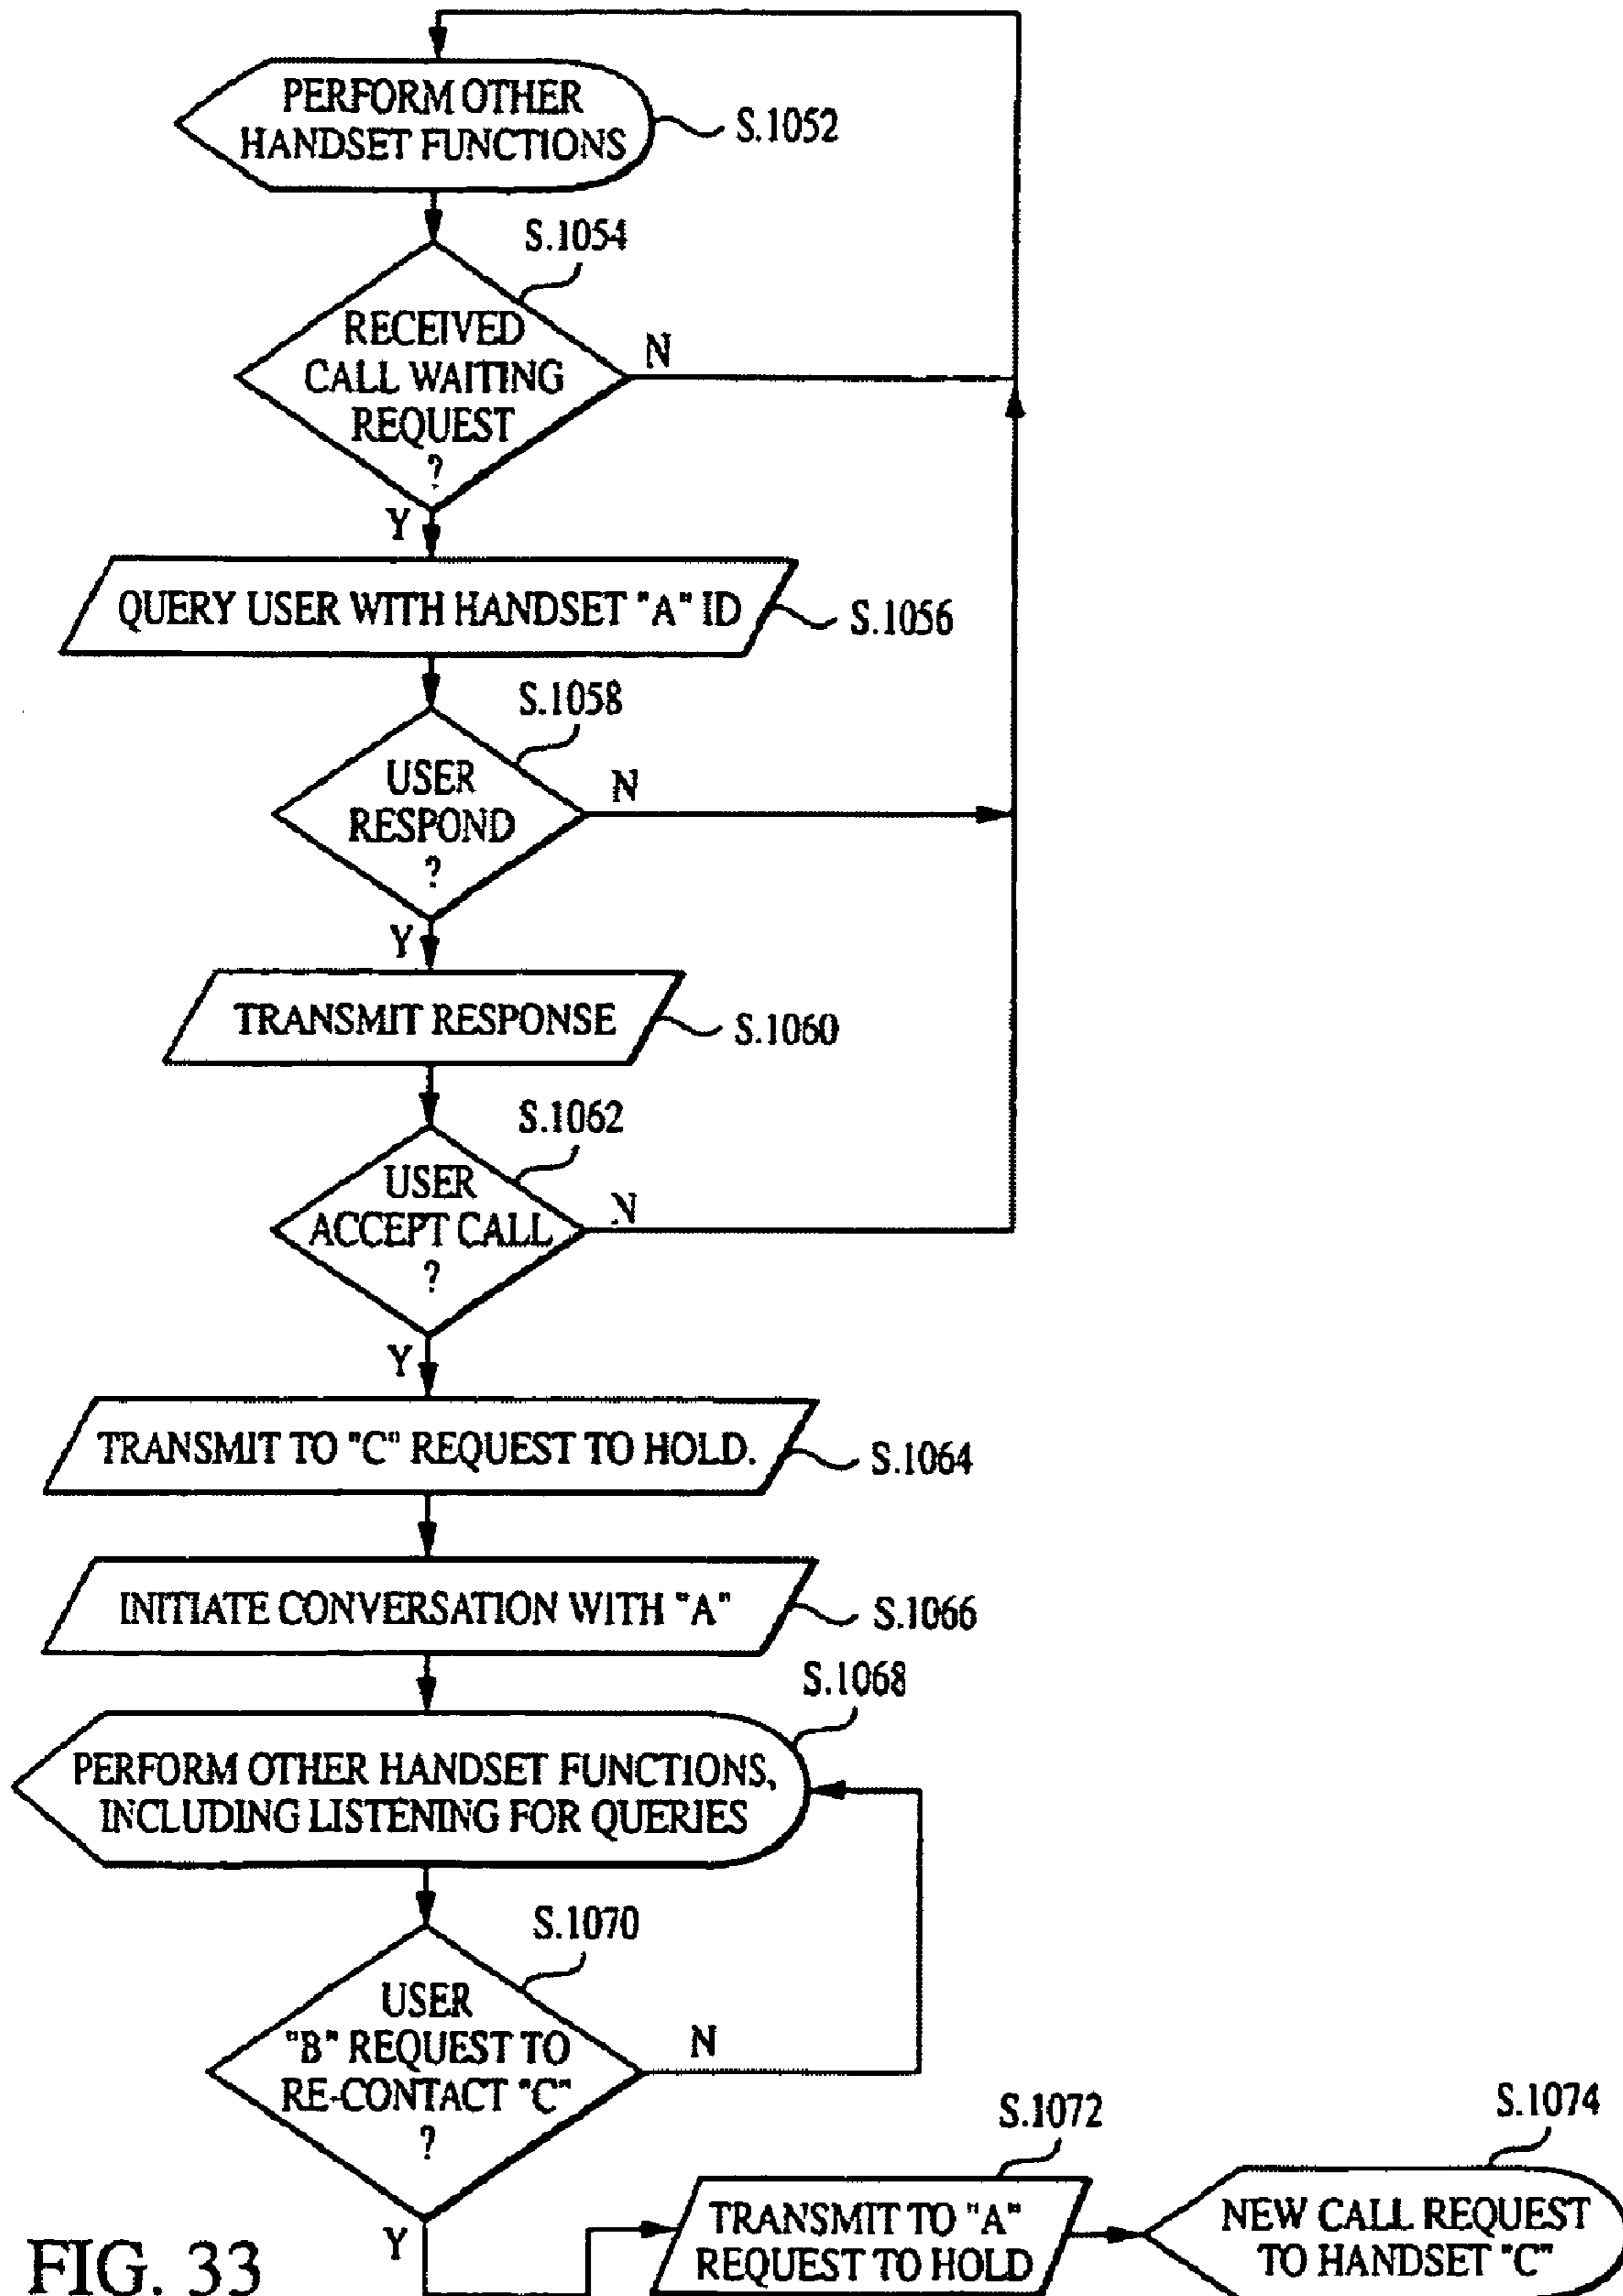 PERFORM OTHER
HANDSET FUNCTIONS
S.1052
S.1054
RECEIVED
CALL WAITING
REQUEST
?
N
Y
QUERY USER WITH HANDSET "A" ID
S.1056
S.1058
USER
RESPOND
?
N
Y
TRANSMIT RESPONSE
S.1060
S.1062
USER
ACCEPT CALL
?
N
Y
TRANSMIT TO "C" REQUEST TO HOLD.
S.1064
INITIATE CONVERSATION WITH "A"
S.1066
S.1068
PERFORM OTHER HANDSET FUNCTIONS,
INCLUDING LISTENING FOR QUERIES
S.1070
USER
"B" REQUEST TO
RE-CONTACT "C"
?
N
Y
S.1072
TRANSMIT TO "A"
REQUEST TO HOLD
S.1074
NEW CALL REQUEST
TO HANDSET "C"
FIG. 33